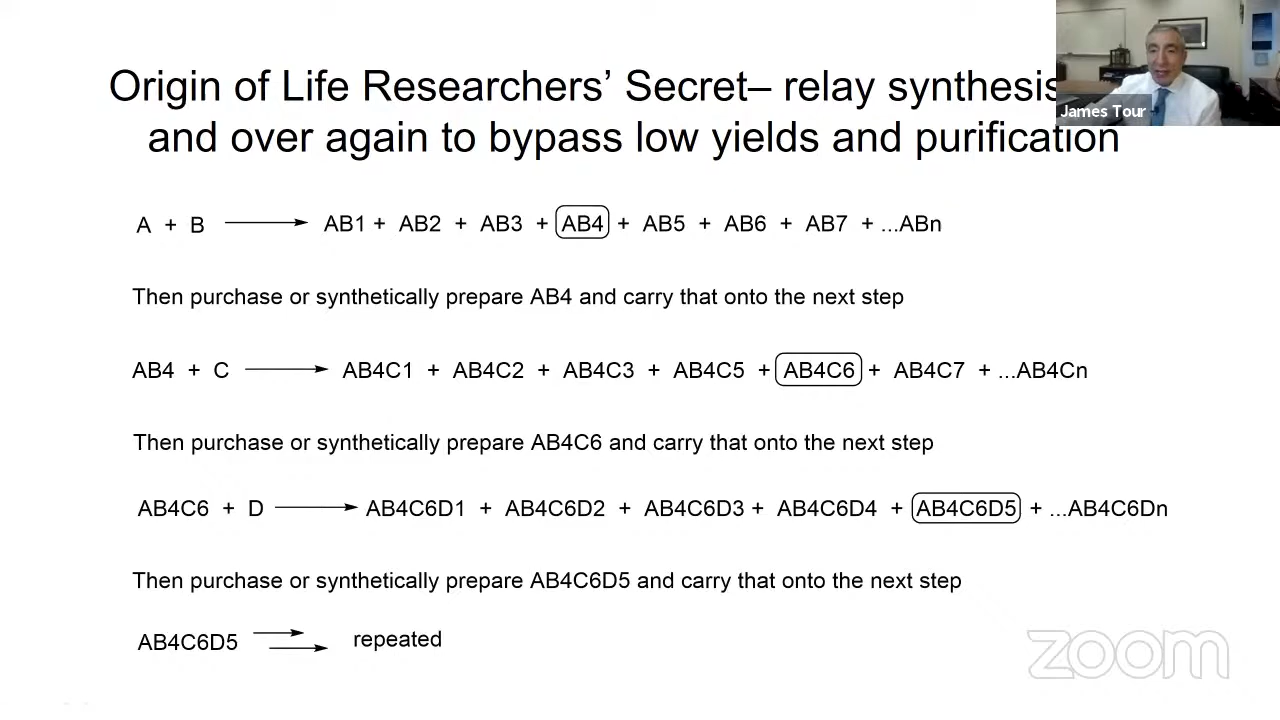 Origin of Life Researchers’ Secret– relay synthesis
and over again to bypass low yields and purification
James Tour
A + B AB1 + AB2 + AB3 + AB4 + AB5 + AB6 + AB7 + ...ABn
Then purchase or synthetically prepare AB4 and carry that onto the next step
AB4 + C AB4C1 + AB4C2 + AB4C3 + AB4C5 + AB4C6 + AB4C7 + ...AB4Cn
Then purchase or synthetically prepare AB4C6 and carry that onto the next step
AB4C6 + D AB4C6D1 + AB4C6D2 + AB4C6D3 + AB4C6D4 + AB4C6D5 + ...AB4C6Dn
Then purchase or synthetically prepare AB4C6D5 and carry that onto the next step
AB4C6D5 repeated
zoom